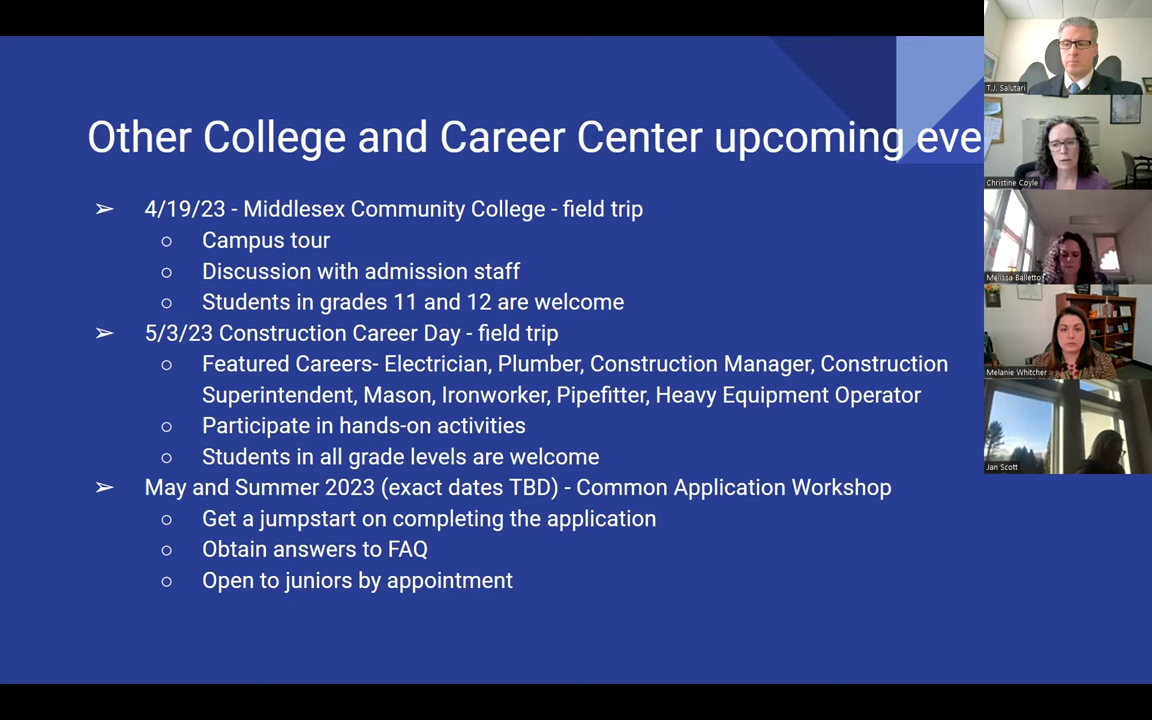 Other College and Career Center upcoming eve
➢ 4/19/23 - Middlesex Community College - field trip
○ Campus tour
○ Discussion with admission staff
○ Students in grades 11 and 12 are welcome
➢ 5/3/23 Construction Career Day - field trip
○ Featured Careers- Electrician, Plumber, Construction Manager, Construction
Superintendent, Mason, Ironworker, Pipefitter, Heavy Equipment Operator
○ Participate in hands-on activities
○ Students in all grade levels are welcome
➢ May and Summer 2023 (exact dates TBD) - Common Application Workshop
○ Get a jumpstart on completing the application
○ Obtain answers to FAQ
○ Open to juniors by appointment
T.J. Salutari
Christine Coyle
Melissa Balletto
Melanie Whitcher
Jan Scott